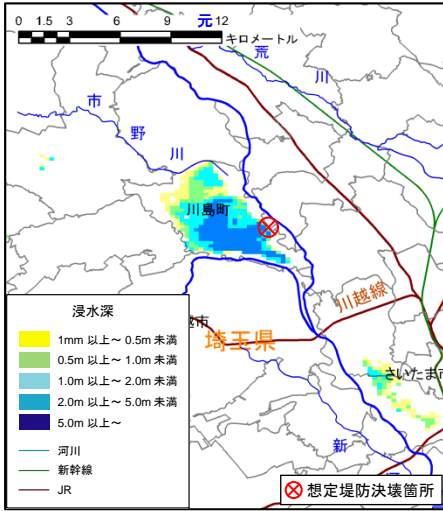 0 1.5 3 6 9 12
キロメートル
元
荒
川
市
野
川
川島町
川越線
越市
埼玉県
さいたま市
新
浸水深
1mm 以上～ 0.5m 未満
0.5m 以上～ 1.0m 未満
1.0m 以上～ 2.0m 未満
2.0m 以上～ 5.0m 未満
5.0m 以上～
河川
新幹線
JR
想定堤防決壊箇所